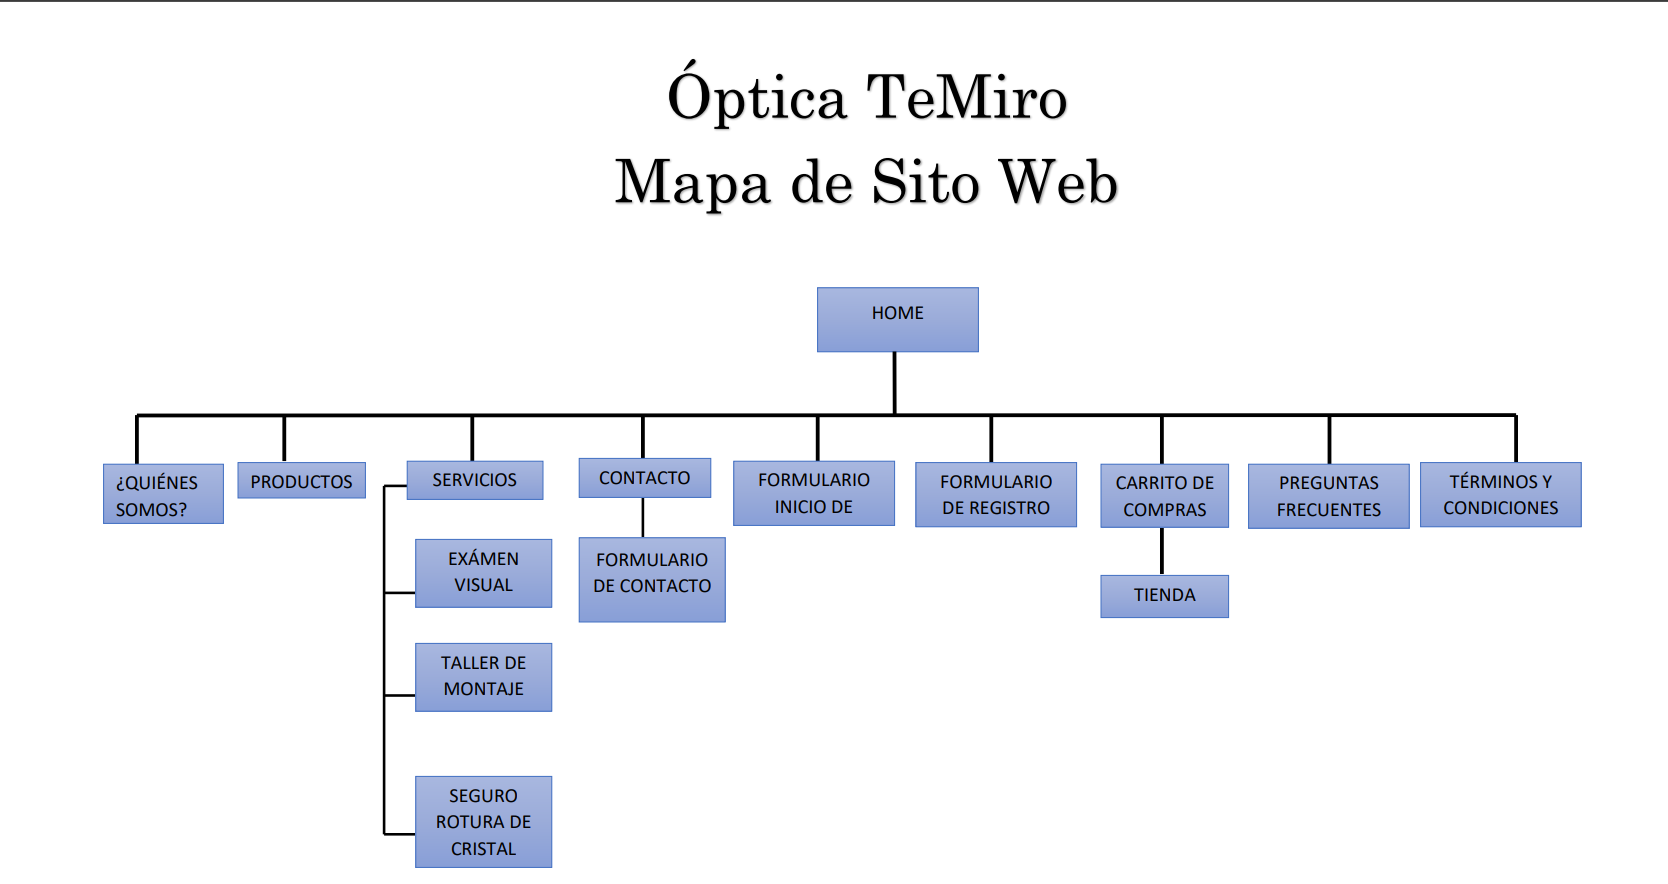 Óptica TeMiro
Mapa de Sito Web
HOME
¿QUIÉNES
SOMOS?
PRODUCTOS
SERVICIOS
EXÁMEN
VISUAL
TALLER DE
MONTAJE
SEGURO
ROTURA DE
CRISTAL
CONTACTO
FORMULARIO
DE CONTACTO
FORMULARIO
INICIO DE
FORMULARIO
DE REGISTRO
CARRITO DE
COMPRAS
TIENDA
PREGUNTAS
FRECUENTES
TÉRMINOS Y
CONDICIONES